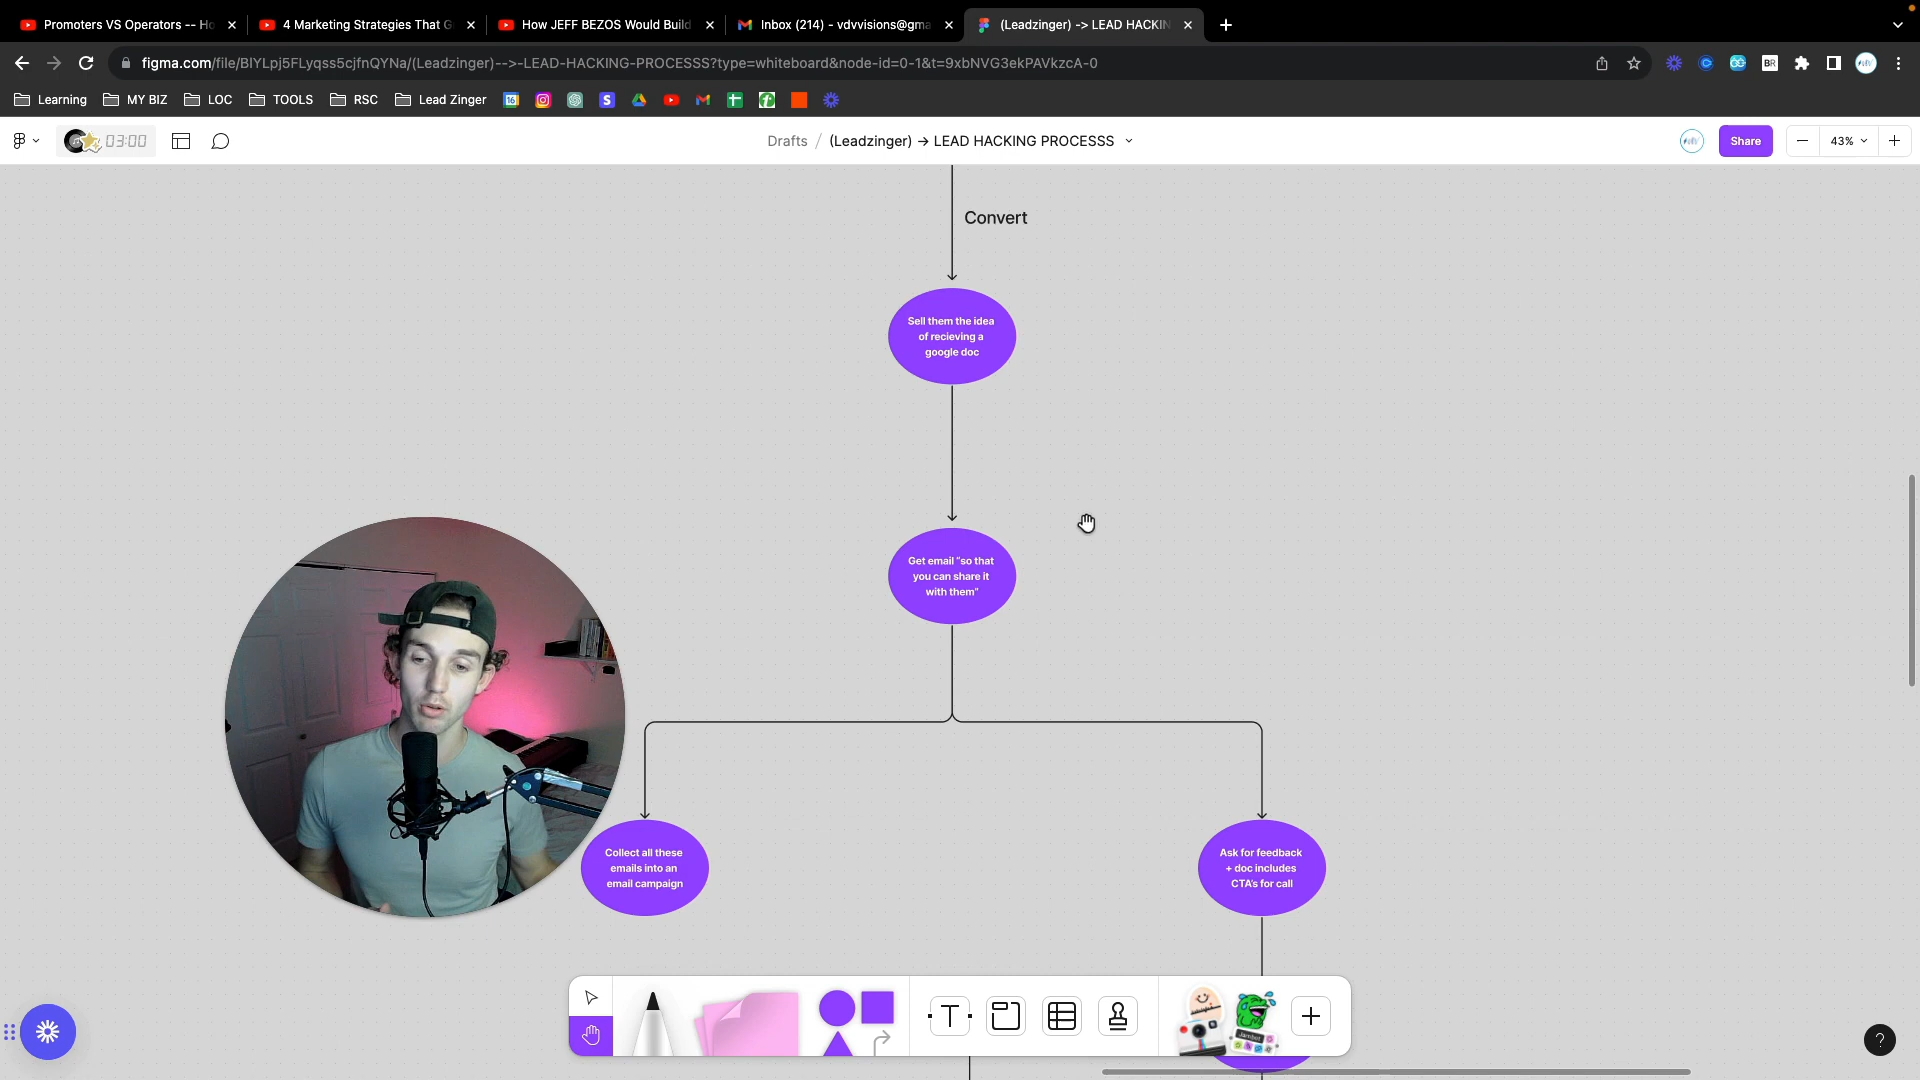 Promoters VS Operators -- Ho
4 Marketing Strategies That G
How JEFF BEZOS Would Build
Inbox (214) - vdvvisions@gma
(Leadzinger) -> LEAD HACKIN
figma.com/file/BIYLpj5FLyqss5cjfnQYNa/(Leadzinger)-->-LEAD-HACKING-PROCESSS?type=whiteboard&node-id=0-1&t=9xbNVG3ekPAVkzcA-0
BR
Learning
MY BIZ
LOC
TOOLS
RSC
Lead Zinger
16
S
03:00
Drafts / (Leadzinger) → LEAD HACKING PROCESSS
Share
43%
Convert
Sell them the idea
of recieving a
google doc
Get email “so that
you can share it
with them”
Collect all these
emails into an
email campaign
Ask for feedback
+ doc includes
CTA's for call
T
?